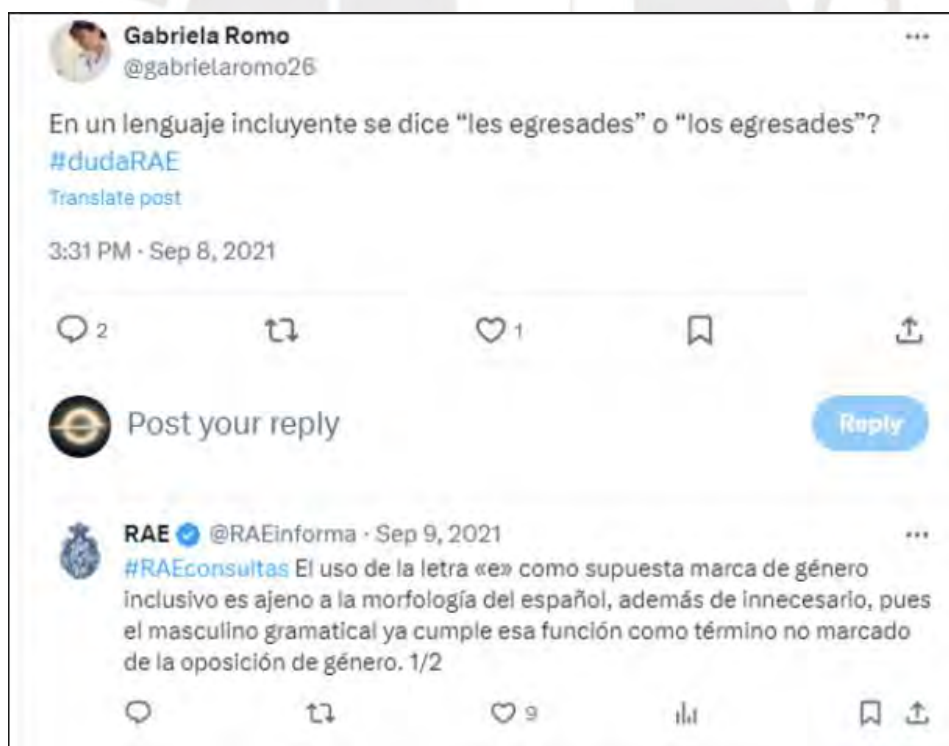 Gabriela Romo
@gabrielaromo26
En un lenguaje incluyente se dice “les egresades” o “los egresades”?
#dudaRAE
Translate post
3:31 PM · Sep 8, 2021
2 1
Post your reply
Reply
RAE @RAEinforma · Sep 9, 2021
#RAEconsultas El uso de la letra «e» como supuesta marca de género
inclusivo es ajeno a la morfología del español, además de innecesario, pues
el masculino gramatical ya cumple esa función como término no marcado
de la oposición de género. 1/2
9